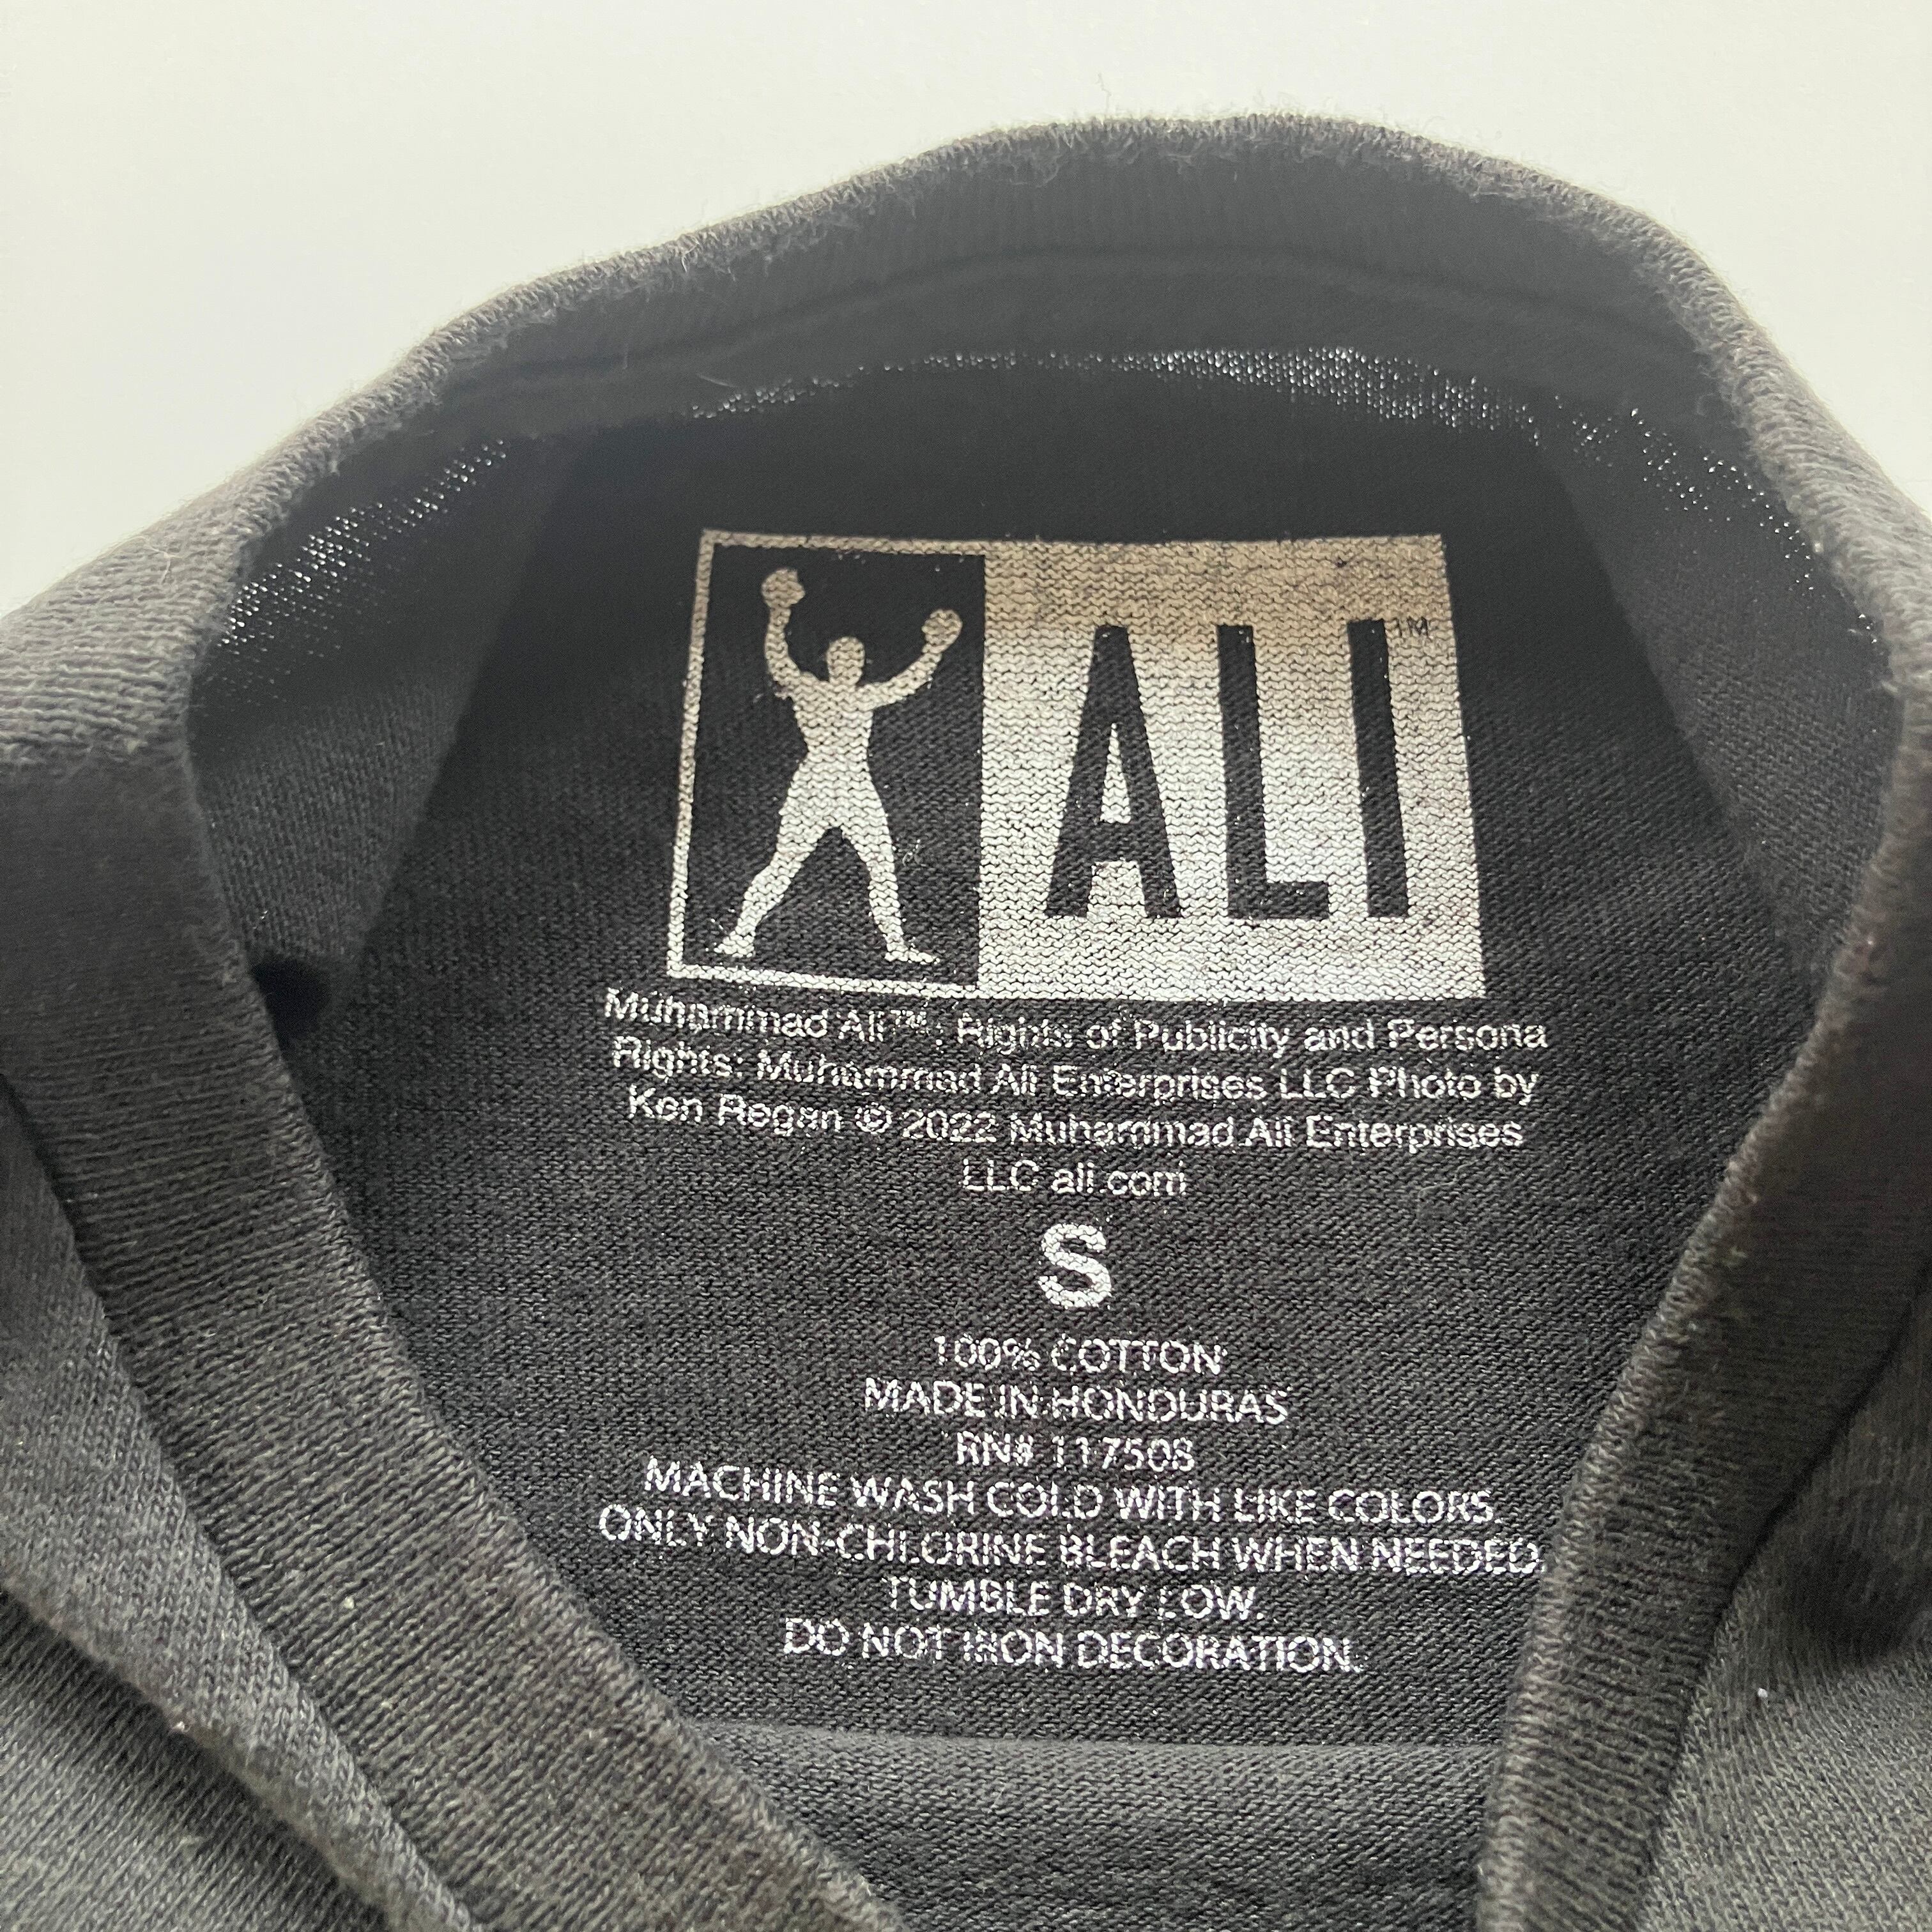 ALI™
Muhammad Ali™; Rights of Publicity and Persona
Rights: Muhammad Ali Enterprises LLC Photo by
Ken Regan © 2022 Muhammad Ali Enterprises
LLC ali.com
S
100% COTTON
MADE IN HONDURAS
RN# 117508
MACHINE WASH COLD WITH LIKE COLORS.
ONLY NON-CHLORINE BLEACH WHEN NEEDED.
TUMBLE DRY LOW.
DO NOT IRON DECORATION.